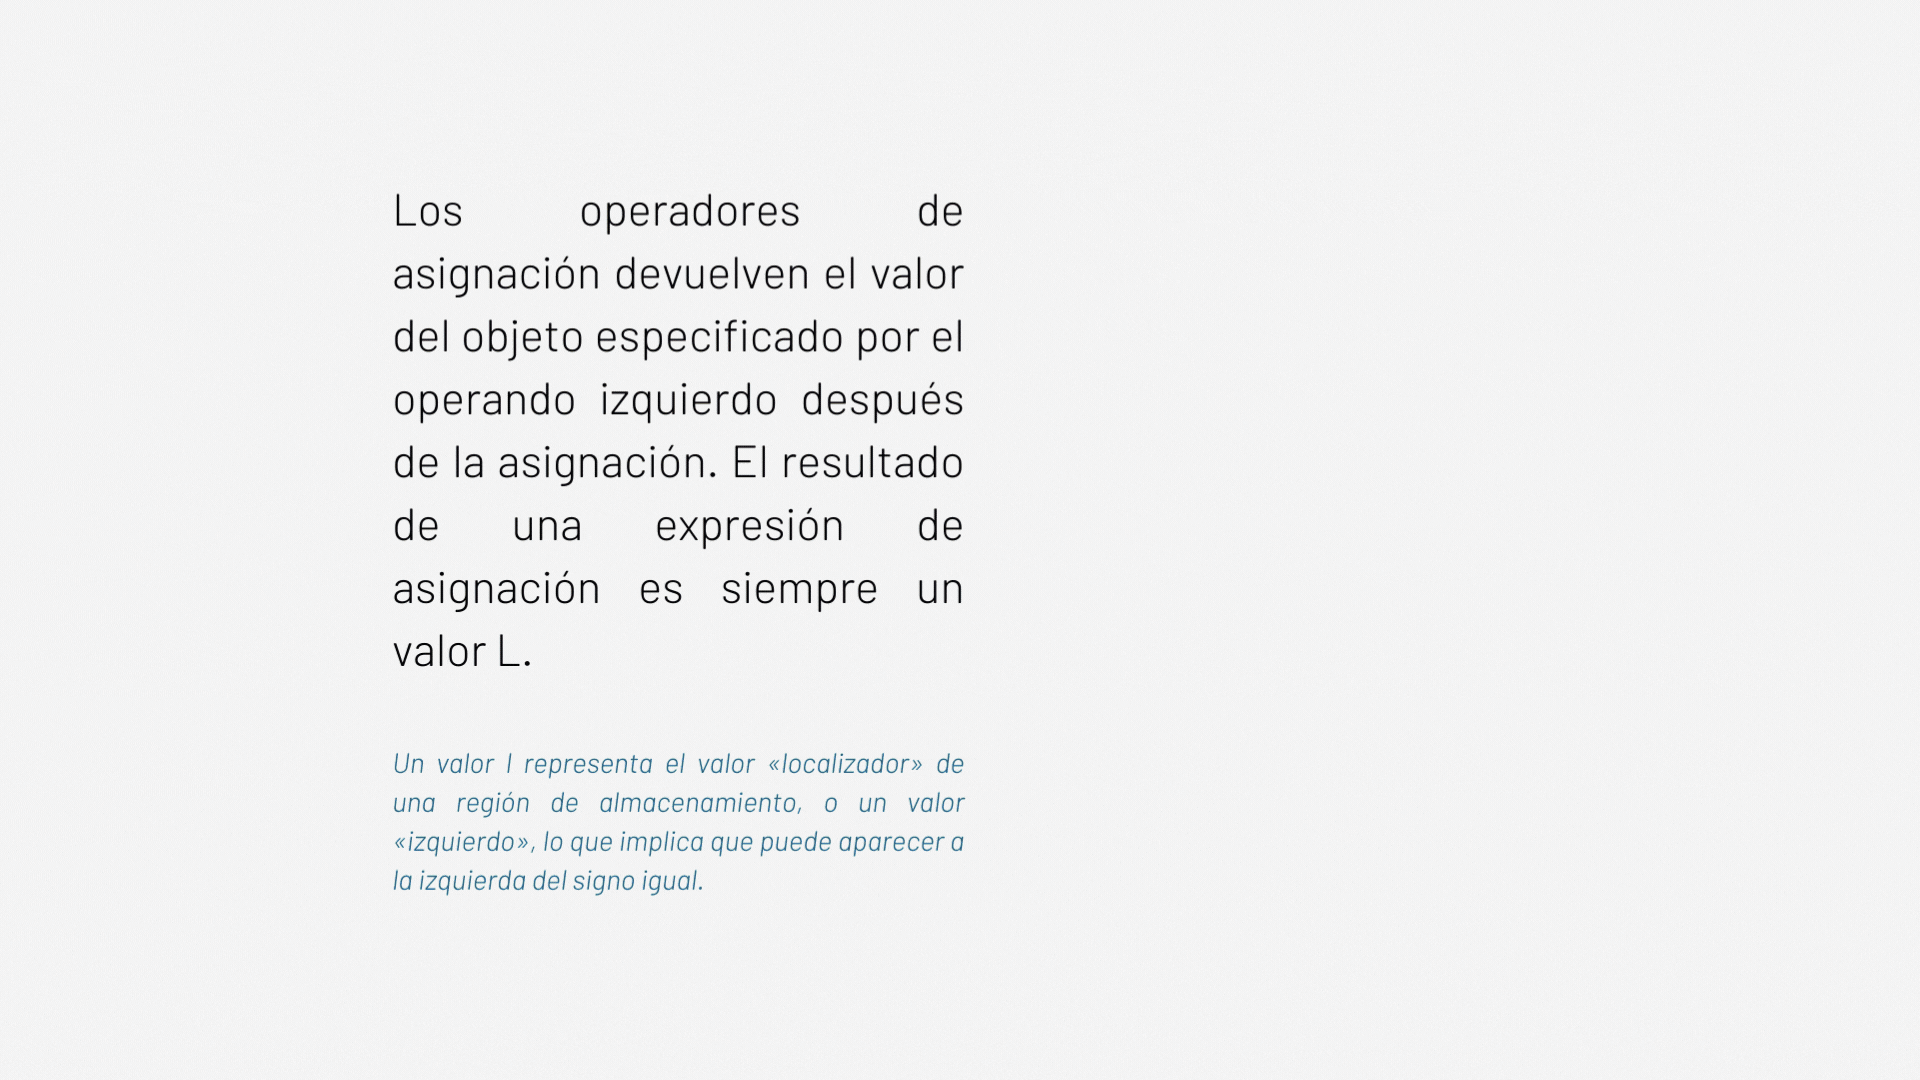 Los operadores de
asignación devuelven el valor
del objeto especificado por el
operando izquierdo después
de la asignación. El resultado
de una expresión de
asignación es siempre un
valor L.
Un valor l representa el valor «localizador» de
una región de almacenamiento, o un valor
«izquierdo», lo que implica que puede aparecer a
la izquierda del signo igual.